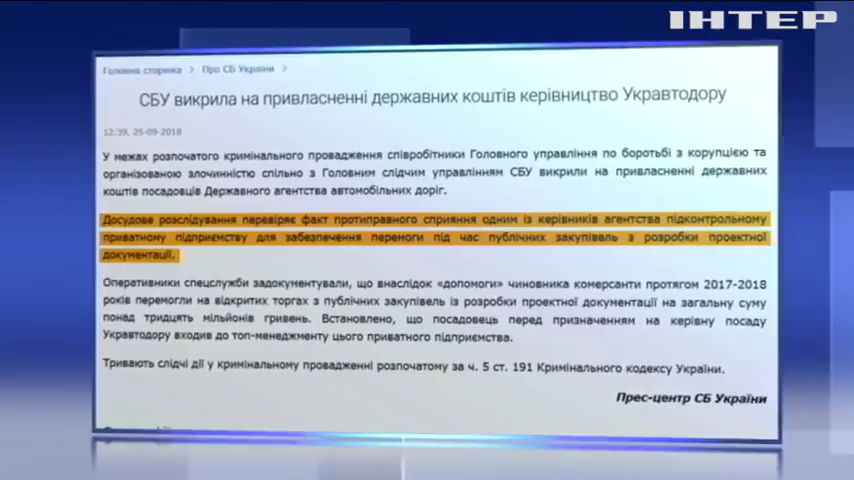 ІНТЕР
Головна сторінка > Про СБ України >
СБУ викрила на привласненні державних коштів керівництво Укравтодору
12:39, 25-09-2018
У межах розпочатого кримінального провадження співробітники Головного управління по боротьбі з корупцією та
організованою злочинністю спільно з Головним слідчим управлінням СБУ викрили на привласненні державних
коштів посадовців Державного агентства автомобільних доріг.
Досудове розслідування перевіряє факт протиправного сприяння одним із керівників агентства підконтрольному
приватному підприємству для забезпечення перемоги під час публічних закупівель з розробки проектної
документації.
Оперативники спецслужби задокументували, що внаслідок «допомоги» чиновника комерсанти протягом 2017-2018
років перемогли на відкритих торгах з публічних закупівель із розробки проектної документації на загальну суму
понад тридцять мільйонів гривень. Встановлено, що посадовець перед призначенням на керівну посаду
Укравтодору входив до топ-менеджменту цього приватного підприємства.
Тривають слідчі дії у кримінальному провадженні розпочатому за ч. 5 ст. 191 Кримінального кодексу України.
Прес-центр СБ України